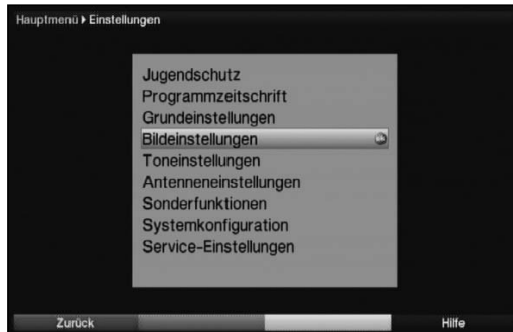 Hauptmenü ▶ Einstellungen
Jugendschutz
Programmzeitschrift
Grundeinstellungen
Bildeinstellungen
Toneinstellungen
Antenneneinstellungen
Sonderfunktionen
Systemkonfiguration
Service-Einstellungen
Zurück Hilfe